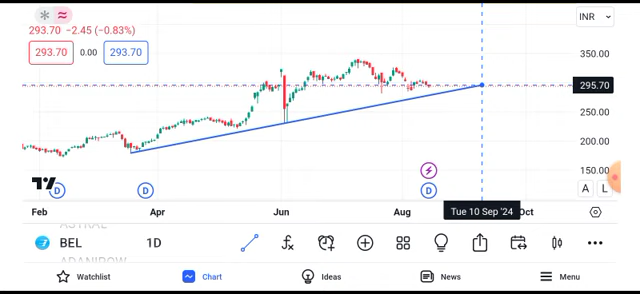 INR
293.70 −2.45 (−0.83%)
293.70 0.00 293.70
350.00
295.70
250.00
200.00
150.00
D D D
A L
Feb Apr Jun Aug Tue 10 Sep '24 Oct
BEL 1D
ADANIPOW
Watchlist Chart Ideas News Menu